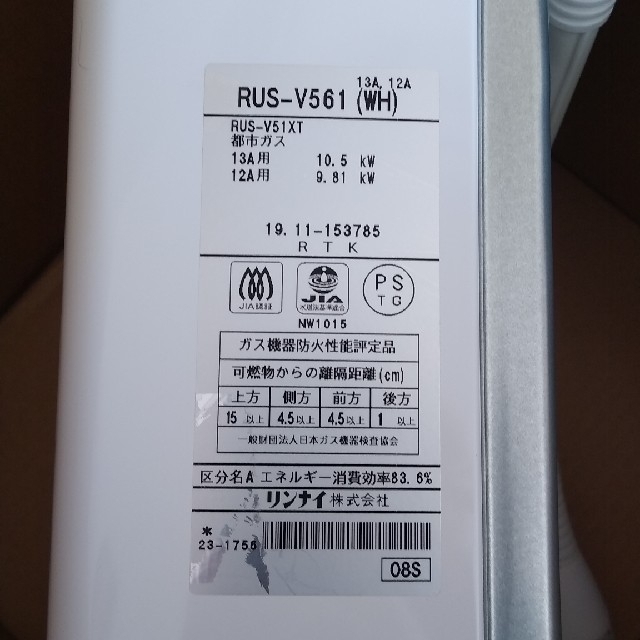 13A, 12A
RUS-V561 (WH)
RUS-V51XT
都市ガス
13A用 10.5 kW
12A用 9.81 kW
19.11-153785
R T K
JIA認証
JIA
PS
TG
NW1015
ガス機器防火性能評定品
可燃物からの離隔距離(cm)
上方 側方 前方 後方
15 以上 4.5以上 4.5以上 1 以上
一般財団法人日本ガス機器検査協会
区分名A エネルギー消費効率83.6%
リンナイ株式会社
*
23-1756
08S